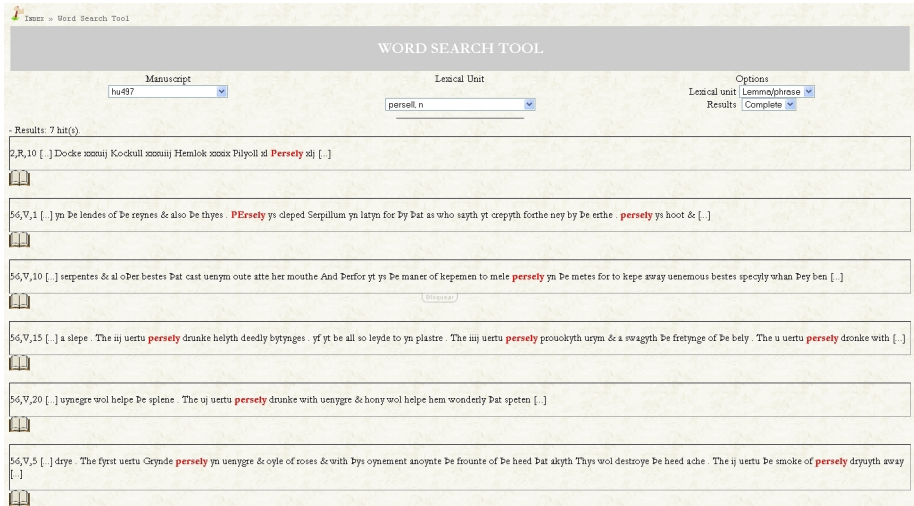 Index » Word Search Tool
WORD SEARCH TOOL
Manuscript
hu497
Lexical Unit
persell, n
Options
Lexical unit Lemma/phrase
Results Complete
- Results: 7 hit(s).
2,R,10 [...] Docke xxxuij Kockull xxxuiij Hemlok xxxix Pilyoll xl Persely xlj [...]
56,V,1 [...] yn Þe lendes of Þe reynes & also Þe thyes . PErsely ys cleped Serpillum yn latyn for Þy Þat as who sayth yt crepyth forthe ney by Þe erthe . persely ys hoot & [...]
56,V,10 [...] serpentes & al oÞer bestes Þat cast uenym oute atte her mouthe And Þerfor yt ys Þe maner of kepemen to mele persely yn Þe metes for to kepe away uenemous bestes specyly whan Þey ben [...]
Bloquear
56,V,15 [...] a slepe . The iij uertu persely drunke helyth deedly bytynges . yf yt be all so leyde to yn plastre . The iiij uertu persely prouokyth urym & a swagyth Þe fretynge of Þe bely . The u uertu persely dronke with [...]
56,V,20 [...] uynegre wol helpe Þe splene . The uj uertu persely drunke with uenygre & hony wol helpe hem wonderly Þat speten [...]
56,V,5 [...] drye . The fyrst uertu Grynde persely yn uenygre & oyle of roses & with Þys oynement anoynte Þe frounte of Þe heed Þat akyth Thys wol destroye Þe heed ache . The ij uertu Þe smoke of persely dryuyth away
[...]